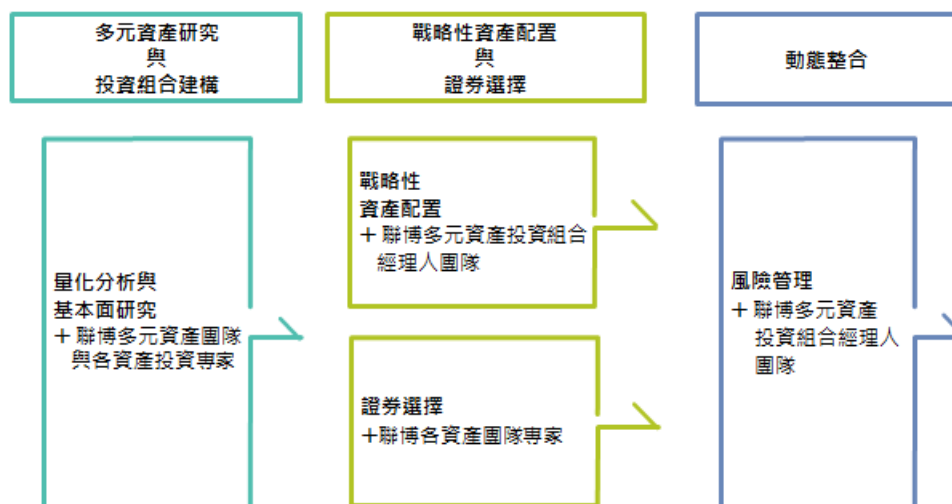 多元資產研究
與
投資組合建構
戰略性資產配置
與
證券選擇
動態整合
量化分析與
基本面研究
+ 聯博多元資產團隊
與各資產投資專家
戰略性
資產配置
+ 聯博多元資產投資組合
經理人團隊
證券選擇
+聯博各資產團隊專家
風險管理
+ 聯博多元資產
投資組合經理人
團隊